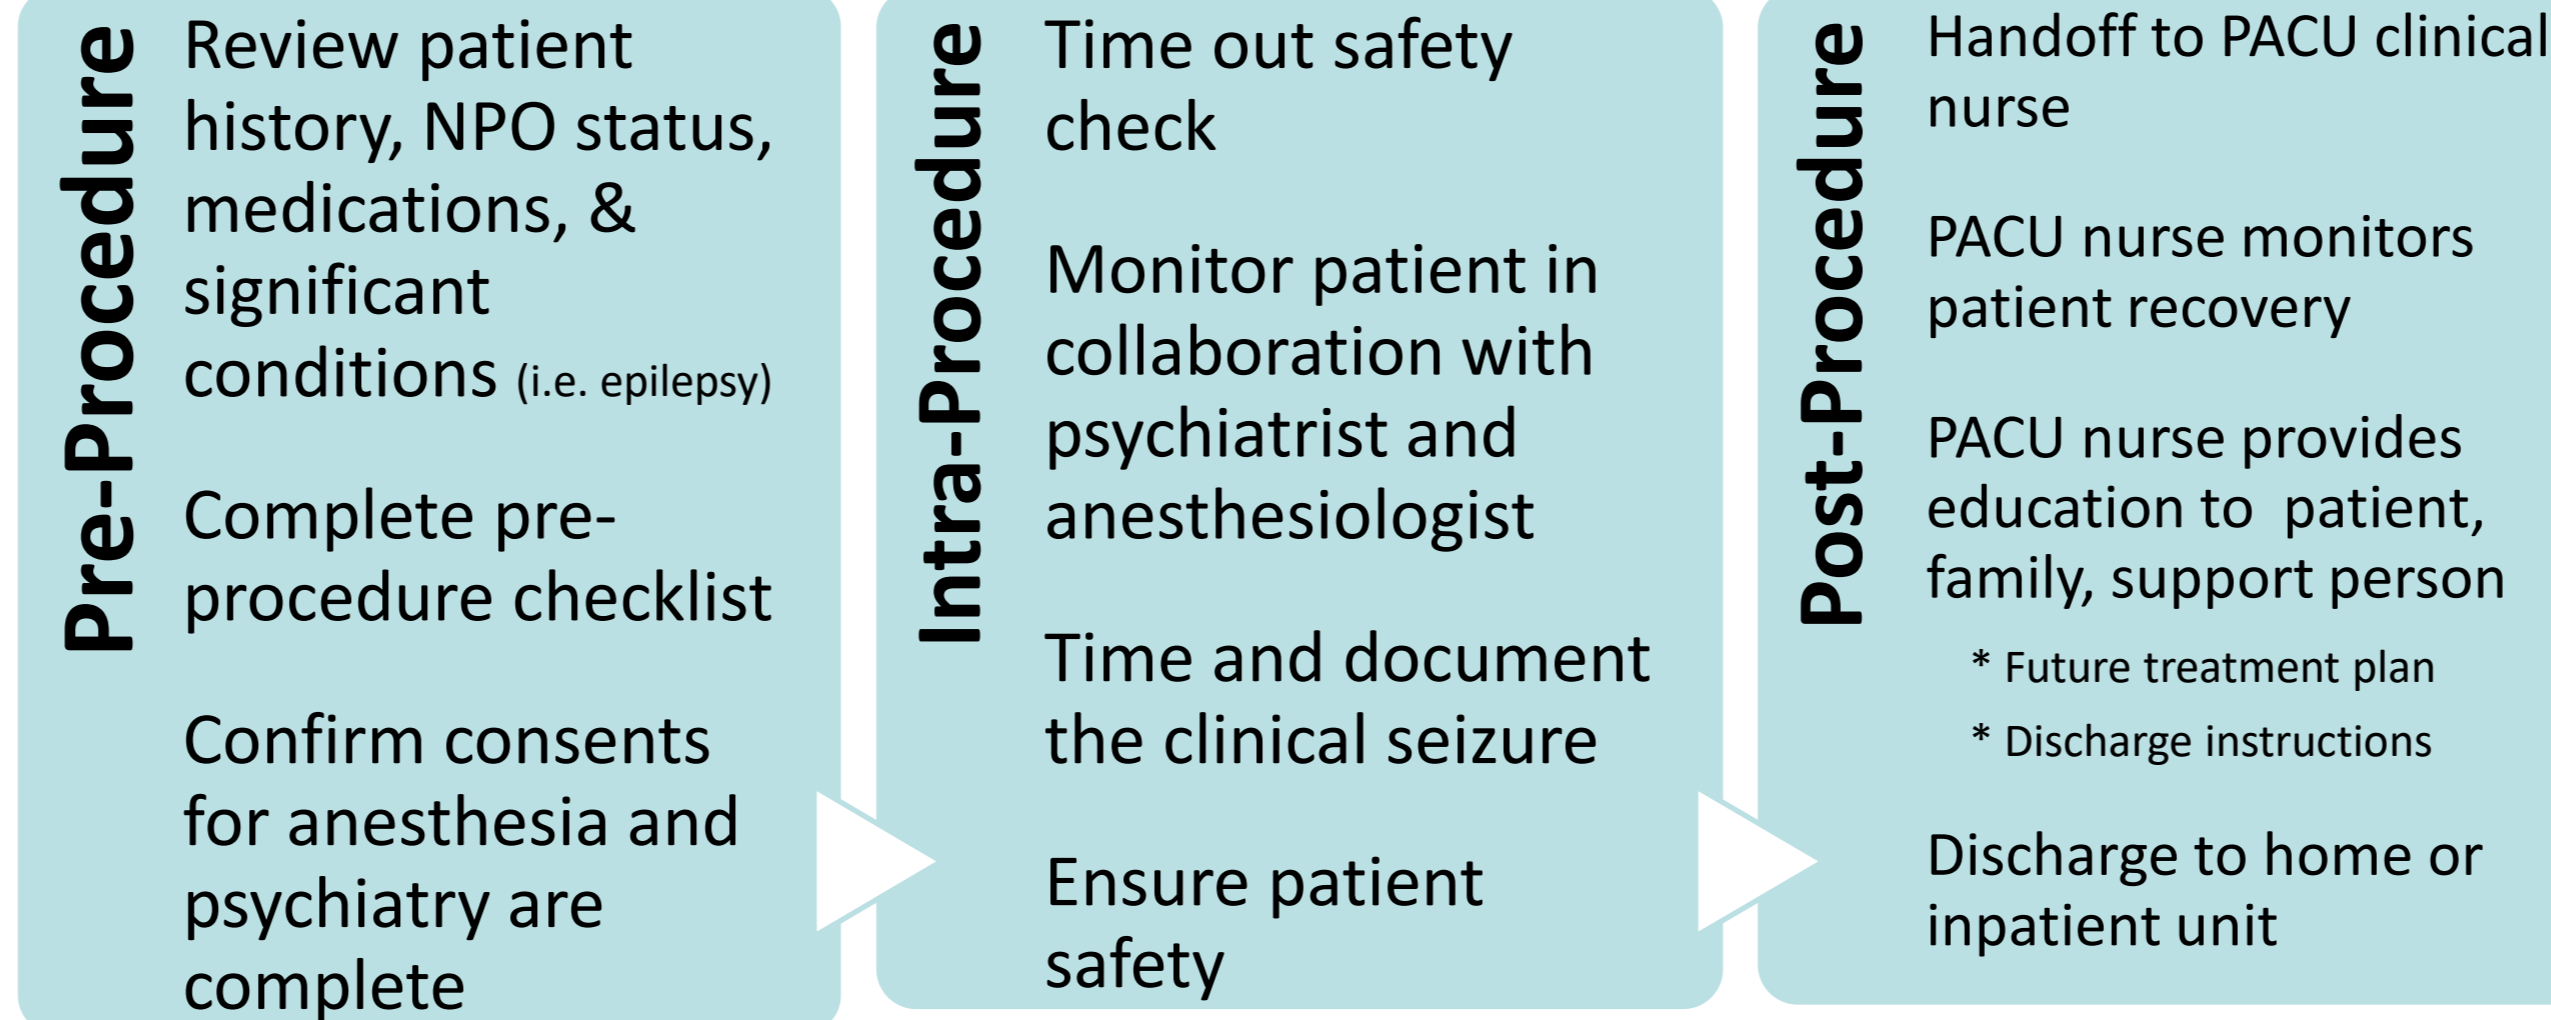 Pre-Procedure
Review patient
history, NPO status,
medications, &
significant
conditions (i.e. epilepsy)
Complete pre-
procedure checklist
Confirm consents
for anesthesia and
psychiatry are
complete
Intra-Procedure
Time out safety
check
Monitor patient in
collaboration with
psychiatrist and
anesthesiologist
Time and document
the clinical seizure
Ensure patient
safety
Post-Procedure
Handoff to PACU clinical
nurse
PACU nurse monitors
patient recovery
PACU nurse provides
education to  patient,
family, support person
* Future treatment plan
* Discharge instructions
Discharge to home or
inpatient unit